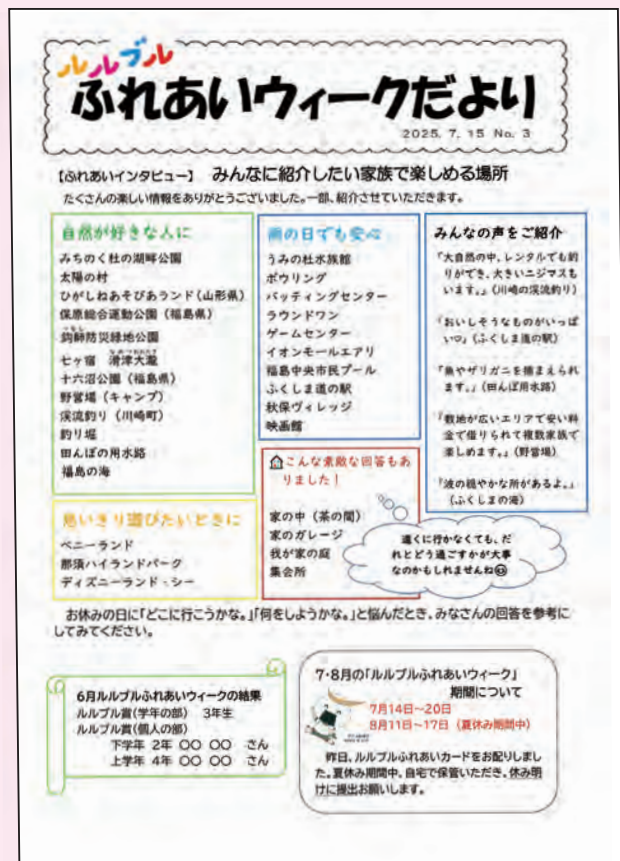 ルルブル
ふれあいウィークだより
2025. 7. 15 No. 3
【ふれあいインタビュー】 みんなに紹介したい家族で楽しめる場所
たくさんの楽しい情報をありがとうございました。一部、紹介させていただきます。
自然が好きな人に
みちのく杜の湖畔公園
太陽の村
ひがしねあそびあランド(山形県)
保原総合運動公園(福島県)
防災緑地公園
七ヶ宿 滑津大滝
十六沼公園(福島県)
野営場(キャンプ)
渓流釣り(川崎町)
釣り堀
田んぼの用水路
福島の海
思いきり遊びたいときに
ベニーランド
那須ハイランドパーク
ディズニーランド・シー
雨の日でも安心
うみの杜水族館
ボウリング
バッティングセンター
ラウンドワン
ゲームセンター
イオンモールエアリ
福島中央市民プール
ふくしま道の駅
秋保ヴィレッジ
映画館
こんな素敵な回答もあ
りました!
家の中(茶の間)
家のガレージ
我が家の庭
集会所
みんなの声をご紹介
「大自然の中、レンタルでも釣
りができ、大きいニジマスも
います。」(川崎の渓流釣り)
「おいしそうなものがいっぱ
い♡」(ふくしま道の駅)
「魚やザリガニを捕まえられ
ます。」(田んぼ用水路)
「敷地が広いエリアで安い料
金で借りられて複数家族で
楽しめます。」(野営場)
「波の穏やかな所があるよ。」
(ふくしまの海)
遠くに行かなくても、だ
れとどう過ごすかが大事
なのかもしれませんね😊
お休みの日に「どこに行こうかな。」「何をしようかな。」と悩んだとき、みなさんの回答を参考に
してみてください。
6月ルルブルふれあいウィークの結果
ルルブル賞(学年の部) 3年生
ルルブル賞(個人の部)
下学年 2年 〇〇 〇〇 さん
上学年 4年 〇〇 〇〇 さん
7・8月の「ルルブルふれあいウィーク」
期間について
7月14日~20日
8月11日~17日(夏休み期間中)
昨日、ルルブルふれあいカードをお配りしまし
た。夏休み期間中、自宅で保管いただき、休み明
けに提出お願いします。